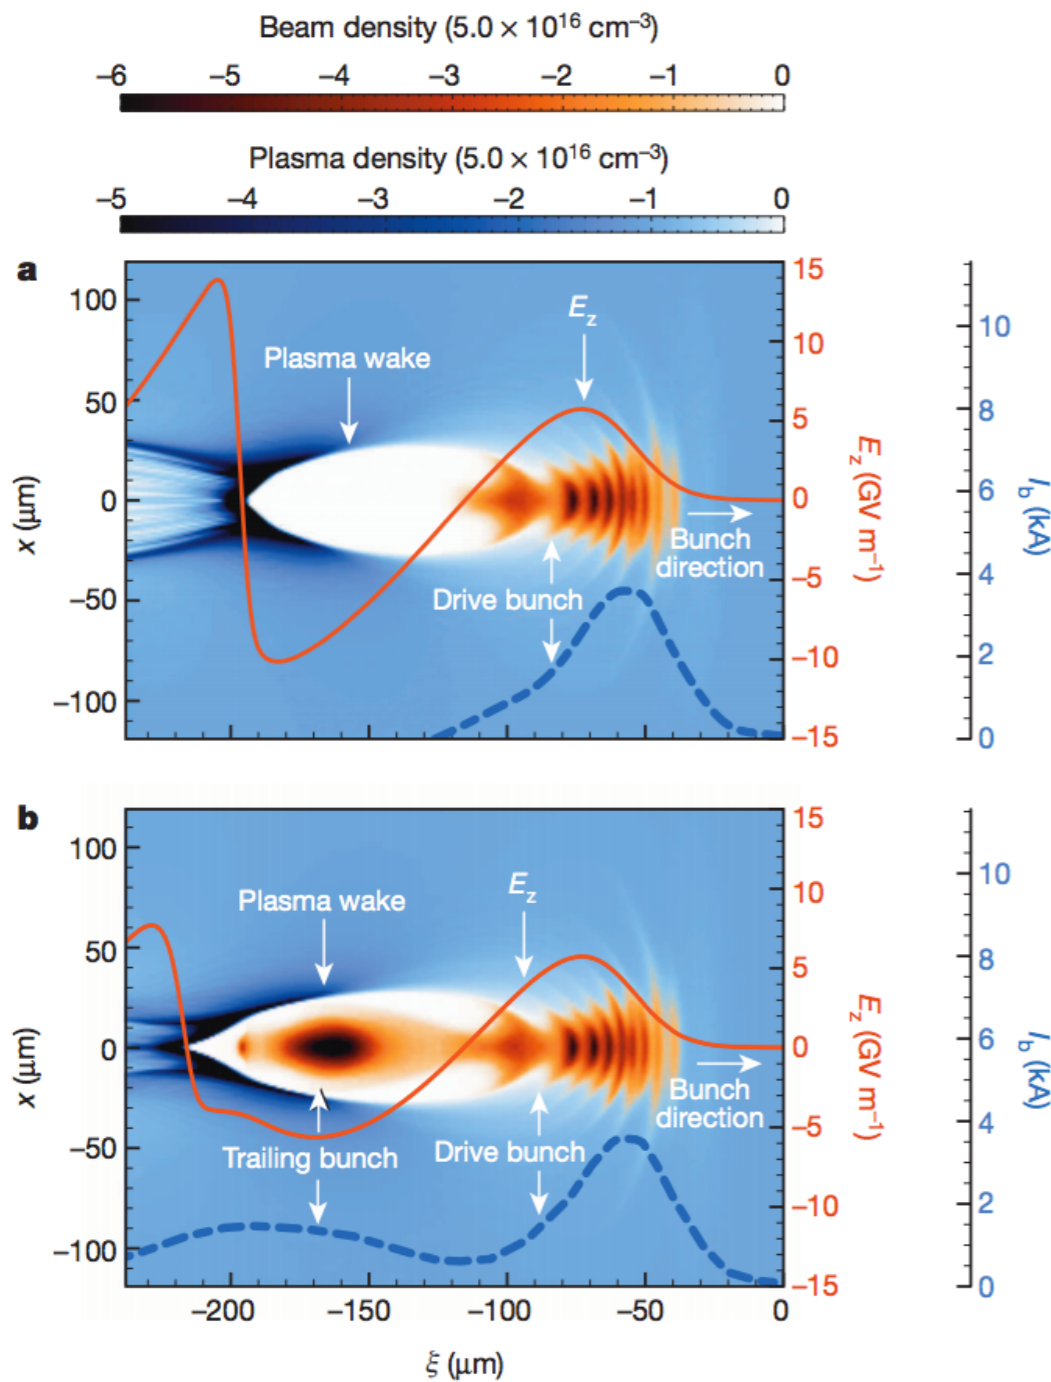 Beam density (5.0 × 10¹⁶ cm⁻³)
−6 −5 −4 −3 −2 −1 0
Plasma density (5.0 × 10¹⁶ cm⁻³)
−5 −4 −3 −2 −1 0
a
100
50
0
−50
−100
x (μm)
Plasma wake
E_z
Drive bunch
Bunch
direction
15
10
5
0
−5
−10
−15
E_z (GV m⁻¹)
10
8
6
4
2
0
I_b (kA)
b
100
50
0
−50
−100
x (μm)
Plasma wake
E_z
Trailing bunch
Drive bunch
Bunch
direction
15
10
5
0
−5
−10
−15
E_z (GV m⁻¹)
10
8
6
4
2
0
I_b (kA)
−200 −150 −100 −50 0
ξ (μm)